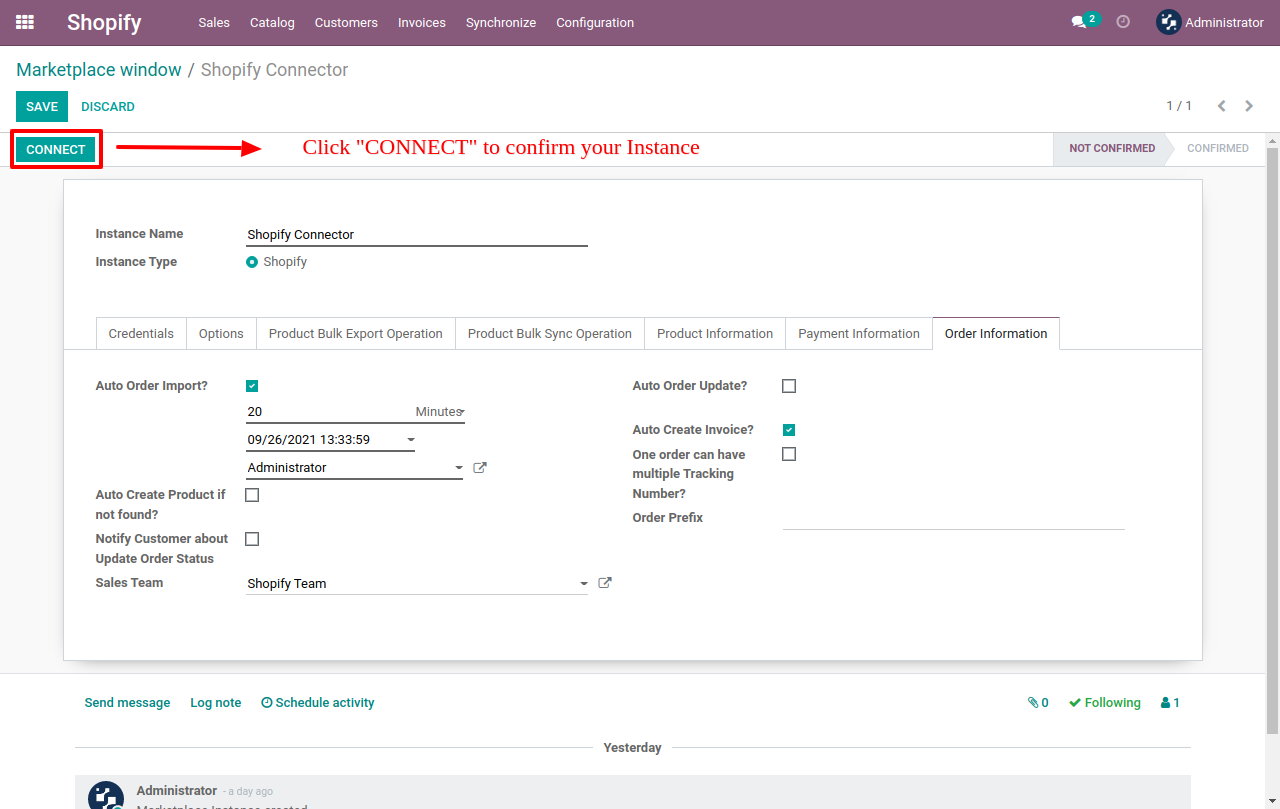 Shopify Sales Catalog Customers Invoices Synchronize Configuration 2 Administrator
Marketplace window / Shopify Connector
SAVE DISCARD 1 / 1
CONNECT Click "CONNECT" to confirm your Instance NOT CONFIRMED CONFIRMED
Instance Name Shopify Connector
Instance Type Shopify
Credentials Options Product Bulk Export Operation Product Bulk Sync Operation Product Information Payment Information Order Information
Auto Order Import?
20 Minutes
09/26/2021 13:33:59
Administrator
Auto Create Product if
not found?
Notify Customer about
Update Order Status
Sales Team Shopify Team
Auto Order Update?
Auto Create Invoice?
One order can have
multiple Tracking
Number?
Order Prefix
Send message Log note Schedule activity 0 Following 1
Yesterday
Administrator - a day ago
Marketplace Instance created